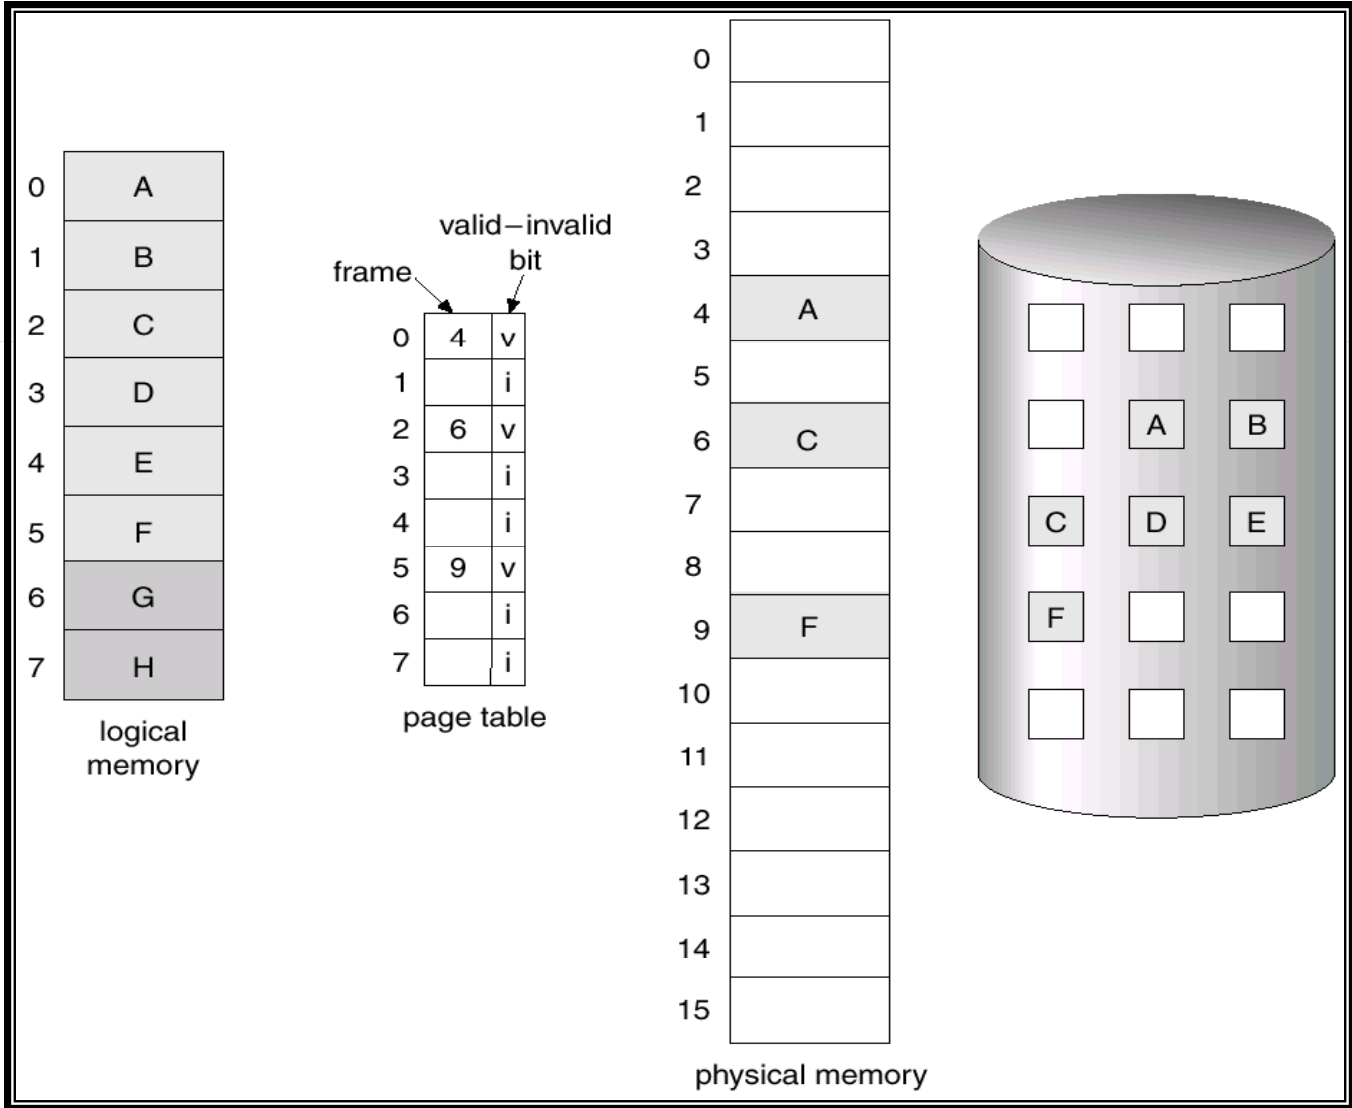 0 A
1 B
2 C
3 D
4 E
5 F
6 G
7 H
logical
memory
valid–invalid
bit
frame
0 4 v
1 i
2 6 v
3 i
4 i
5 9 v
6 i
7 i
page table
0
1
2
3
4 A
5
6 C
7
8
9 F
10
11
12
13
14
15
physical memory
A B
C D E
F